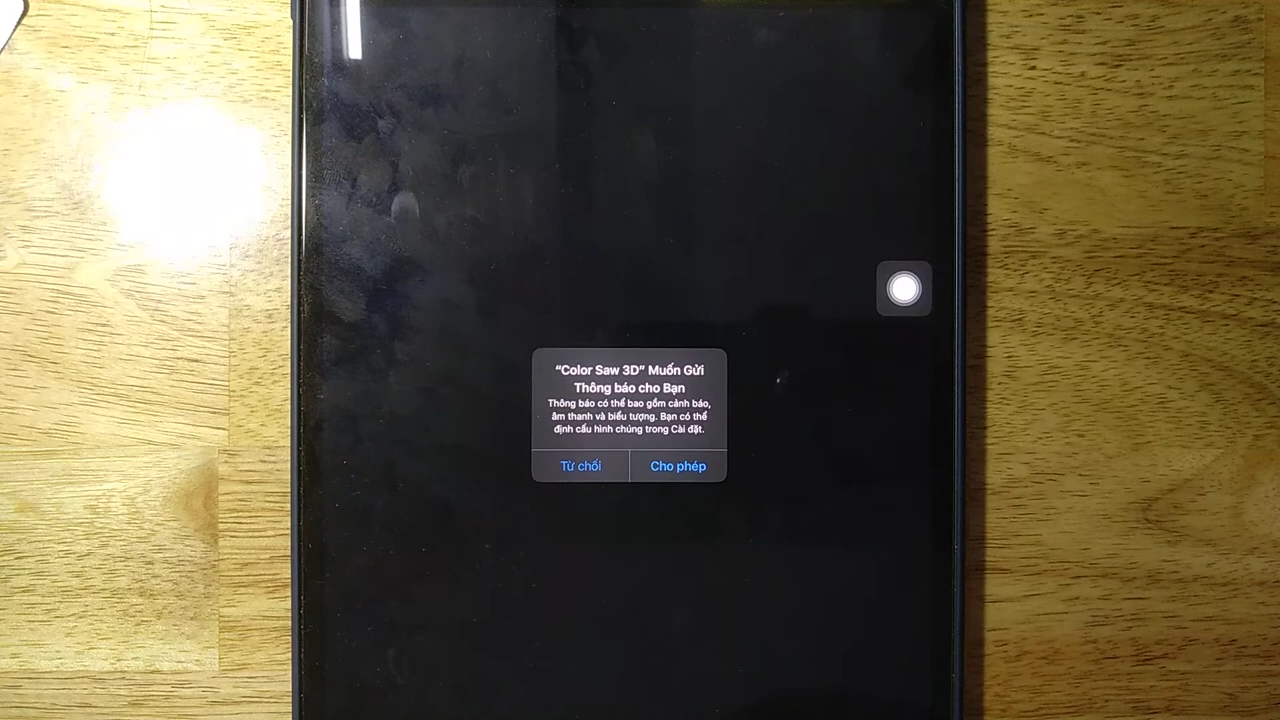 “Color Saw 3D” Muốn Gửi
Thông báo cho Bạn
Thông báo có thể bao gồm cảnh báo,
âm thanh và biểu tượng. Bạn có thể
định cấu hình chúng trong Cài đặt.
Từ chối
Cho phép